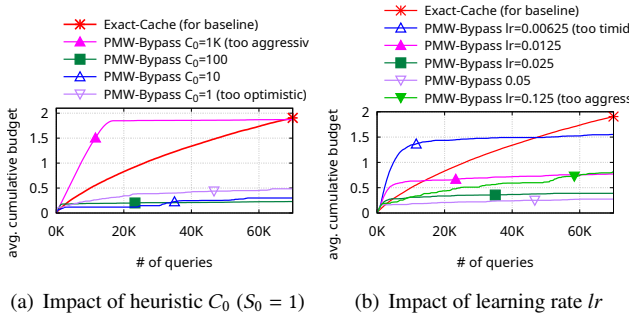 Exact-Cache (for baseline)
PMW-Bypass C₀=1K (too aggressiv
PMW-Bypass C₀=100
PMW-Bypass C₀=10
PMW-Bypass C₀=1 (too optimistic)
avg. cumulative budget
2
1.5
1
0.5
0
0K 20K 40K 60K
# of queries
(a) Impact of heuristic C₀ (S₀ = 1)
Exact-Cache (for baseline)
PMW-Bypass lr=0.00625 (too timid
PMW-Bypass lr=0.0125
PMW-Bypass lr=0.025
PMW-Bypass 0.05
PMW-Bypass lr=0.125 (too aggress
avg. cumulative budget
2
1.5
1
0.5
0
0K 20K 40K 60K
# of queries
(b) Impact of learning rate lr